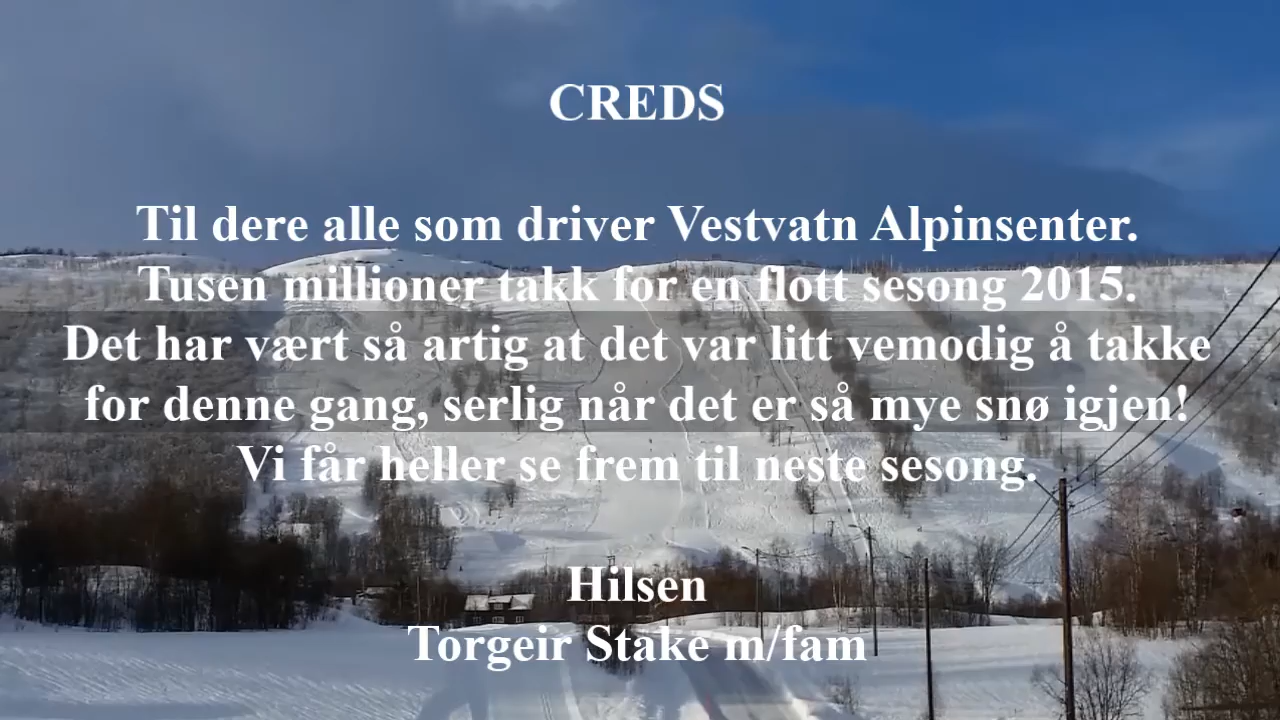 CREDS
Til dere alle som driver Vestvatn Alpinsenter.
Tusen millioner takk for en flott sesong 2015.
Det har vært så artig at det var litt vemodig å takke
for denne gang, serlig når det er så mye snø igjen!
Vi får heller se frem til neste sesong.
Hilsen
Torgeir Stake m/fam